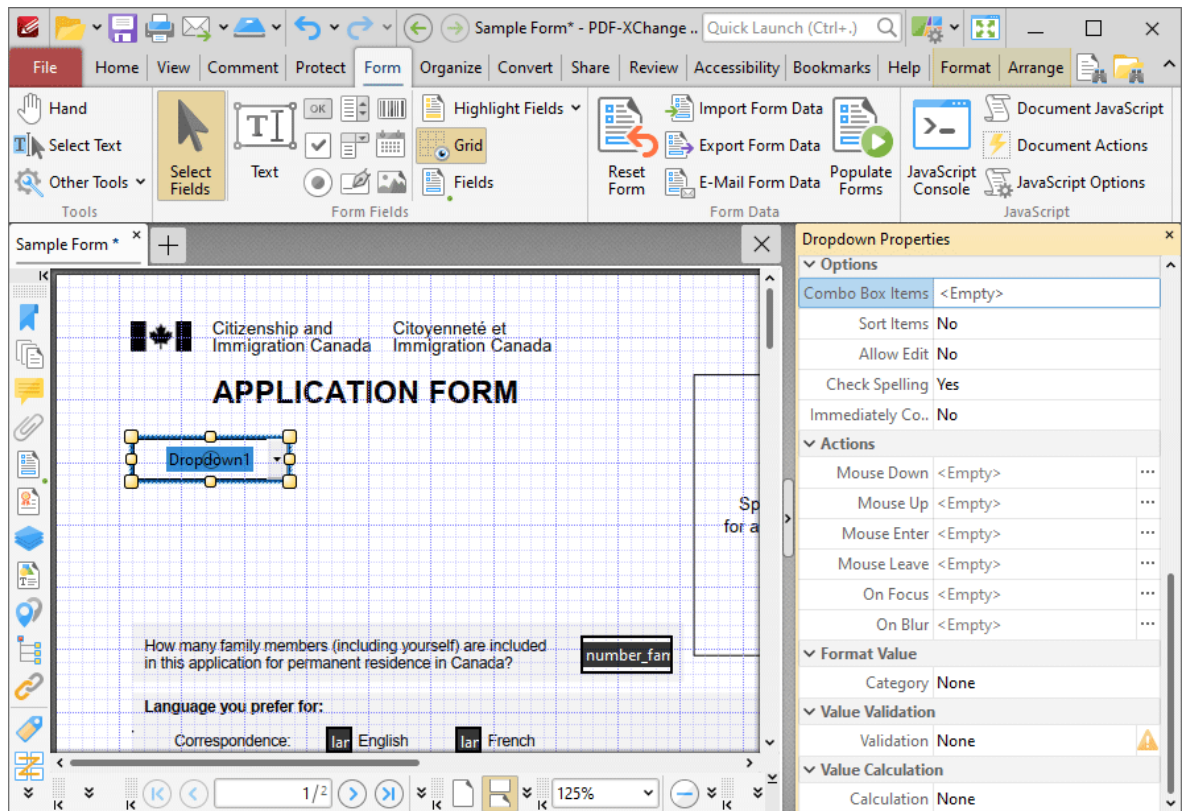 Sample Form* - PDF-XChange ..
Quick Launch (Ctrl+.)
File Home View Comment Protect Form Organize Convert Share Review Accessibility Bookmarks Help Format Arrange
Hand
Select Text
Other Tools
Tools
Select Fields
Text
OK
Highlight Fields
Grid
Fields
Form Fields
Reset Form
Import Form Data
Export Form Data
E-Mail Form Data
Populate Forms
Form Data
JavaScript Console
Document JavaScript
Document Actions
JavaScript Options
JavaScript
Sample Form *
Citizenship and Immigration Canada
Citoyenneté et Immigration Canada
APPLICATION FORM
Dropdown1
Sp
for a
How many family members (including yourself) are included
in this application for permanent residence in Canada?
number_fam
Language you prefer for:
Correspondence: lar English lar French
1/2
125%
Dropdown Properties
Options
Combo Box Items <Empty>
Sort Items No
Allow Edit No
Check Spelling Yes
Immediately Co.. No
Actions
Mouse Down <Empty> ...
Mouse Up <Empty> ...
Mouse Enter <Empty> ...
Mouse Leave <Empty> ...
On Focus <Empty> ...
On Blur <Empty> ...
Format Value
Category None
Value Validation
Validation None
Value Calculation
Calculation None